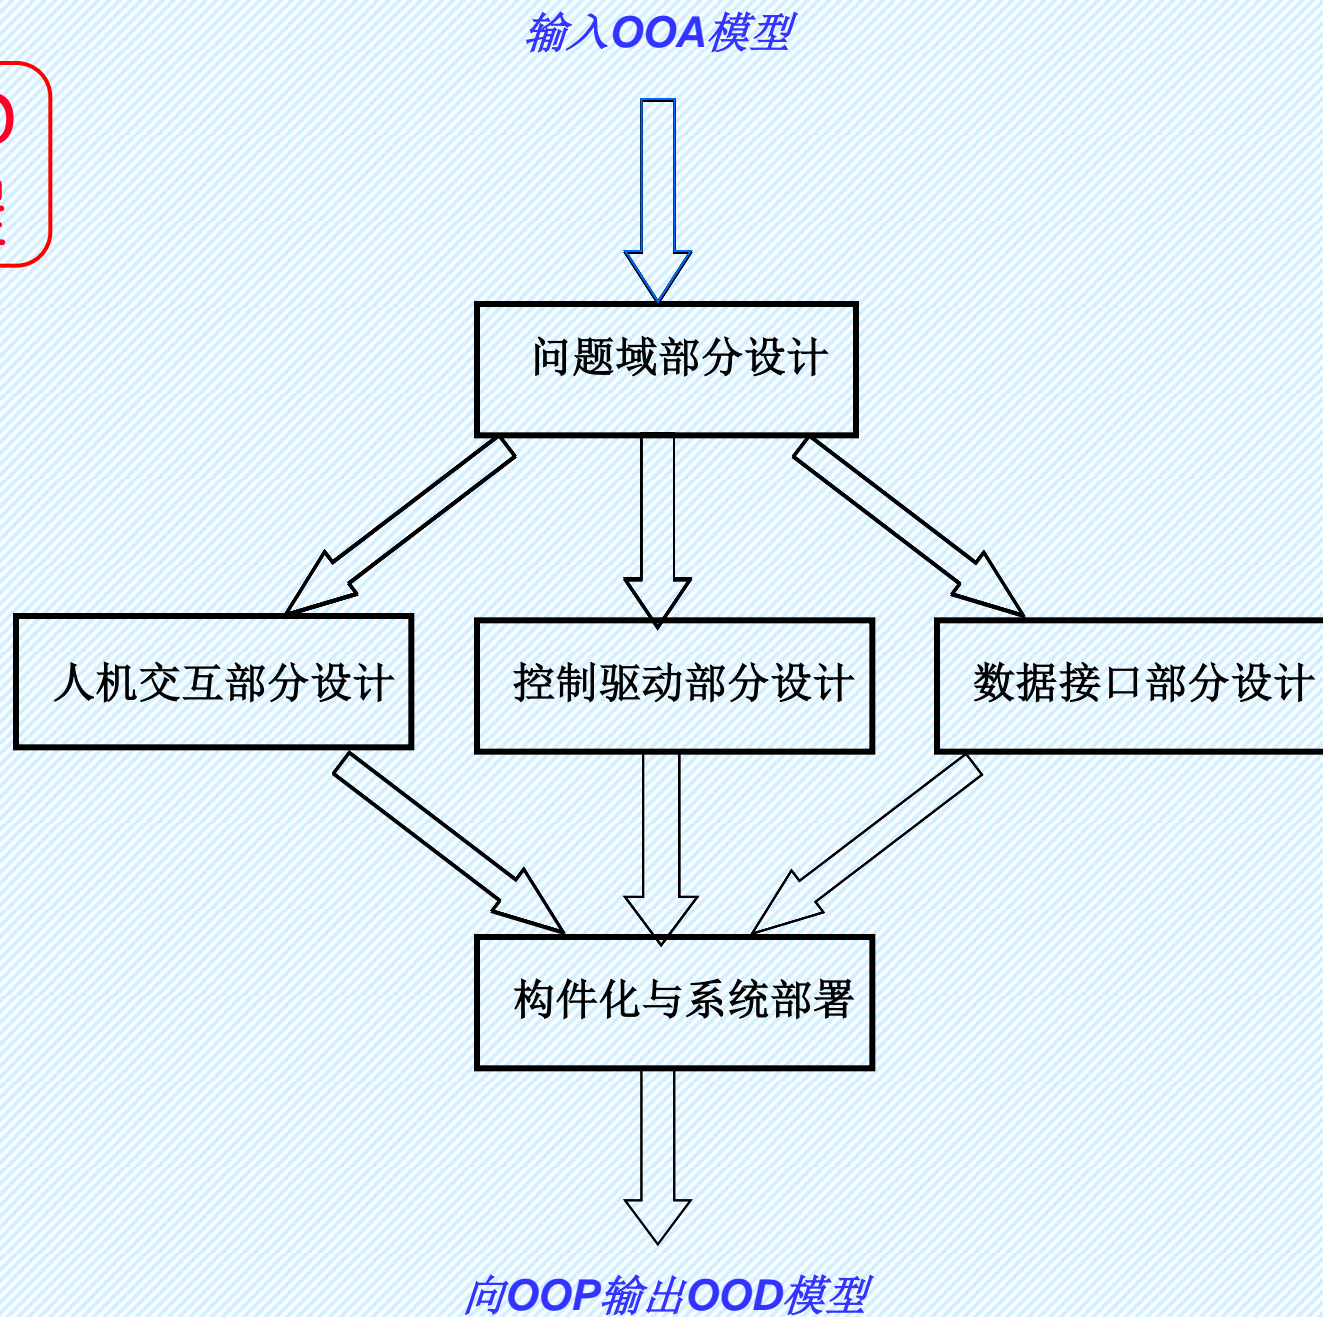 输入OOA模型
问题域部分设计
人机交互部分设计
控制驱动部分设计
数据接口部分设计
构件化与系统部署
向OOP输出OOD模型